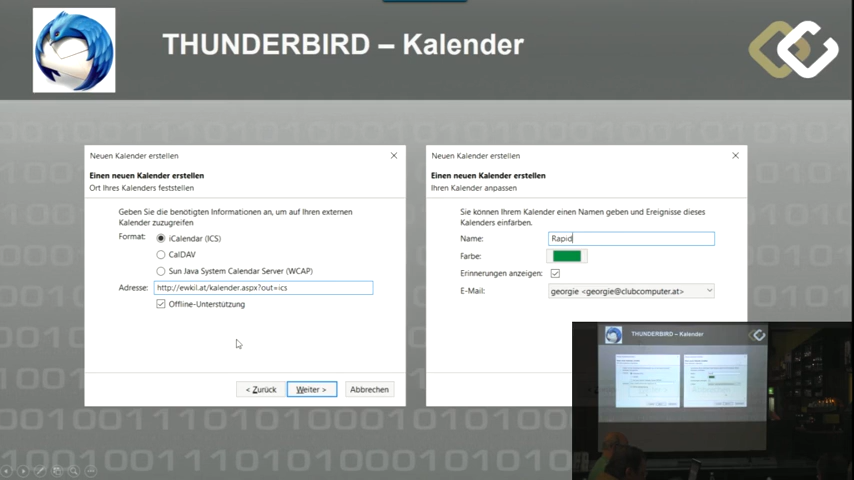 THUNDERBIRD – Kalender
Neuen Kalender erstellen
Einen neuen Kalender erstellen
Ort Ihres Kalenders feststellen
Geben Sie die benötigten Informationen an, um auf Ihren externen
Kalender zuzugreifen
Format:
iCalendar (ICS)
CalDAV
Sun Java System Calendar Server (WCAP)
Adresse:
http://ewkil.at/kalender.aspx?out=ics
Offline-Unterstützung
< Zurück
Weiter >
Abbrechen
Neuen Kalender erstellen
Einen neuen Kalender erstellen
Ihren Kalender anpassen
Sie können Ihrem Kalender einen Namen geben und Ereignisse dieses
Kalenders einfärben.
Name:
Rapid
Farbe:
Erinnerungen anzeigen:
E-Mail:
georgie <georgie@clubcomputer.at>
THUNDERBIRD – Kalender